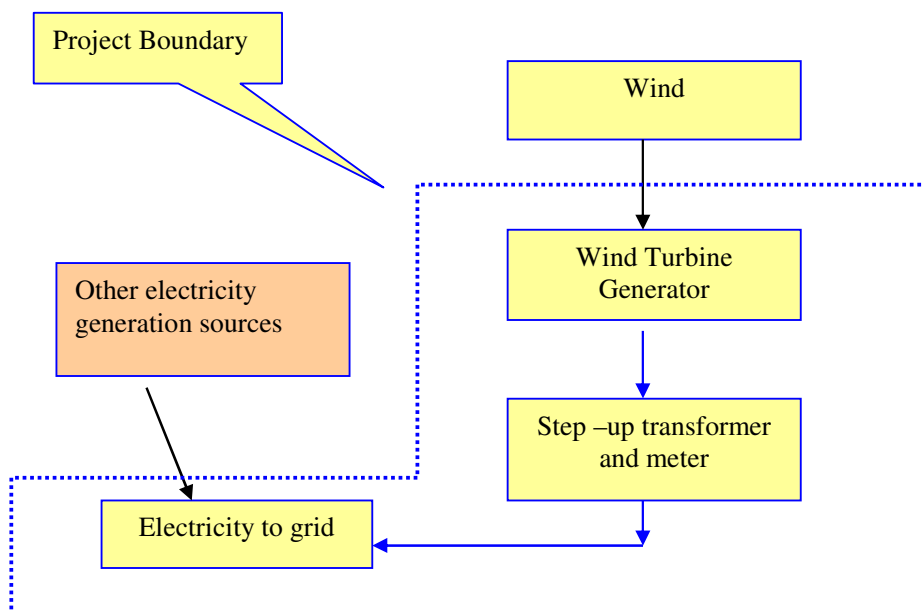 Project Boundary
Wind
Wind Turbine
Generator
Other electricity
generation sources
Step –up transformer
and meter
Electricity to grid